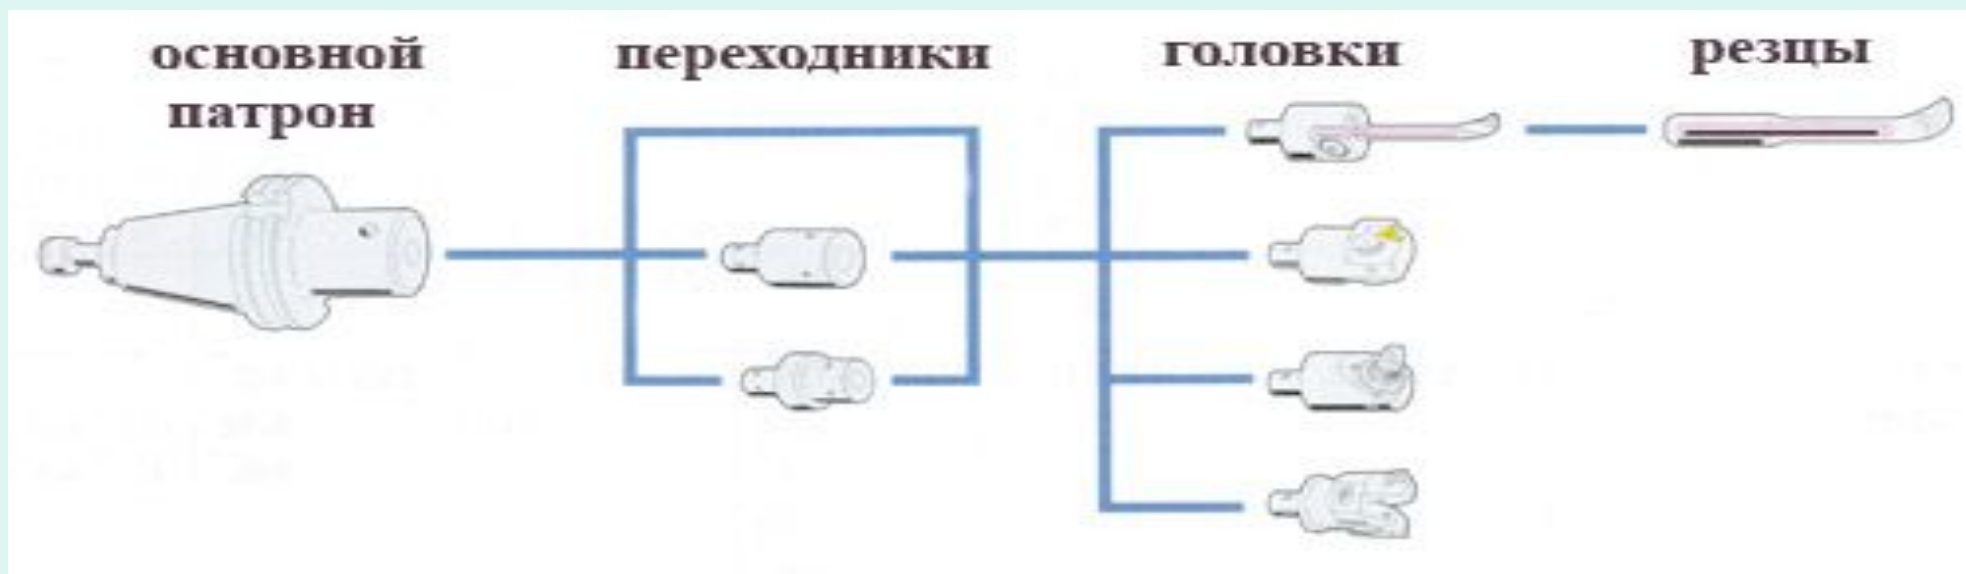 основной
патрон
переходники
головки
резцы